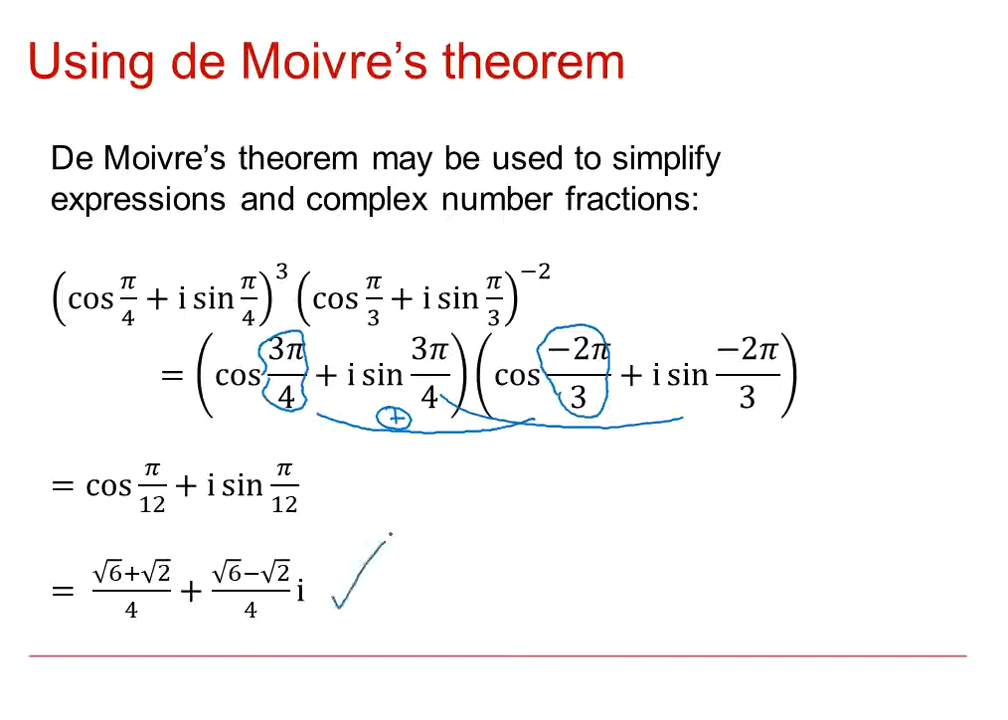 Using de Moivre's theorem
De Moivre's theorem may be used to simplify
expressions and complex number fractions:
(cos π/4 + i sin π/4)^3 (cos π/3 + i sin π/3)^−2
= (cos 3π/4 + i sin 3π/4)(cos −2π/3 + i sin −2π/3)
+
= cos π/12 + i sin π/12
= √6+√2/4 + √6−√2/4 i